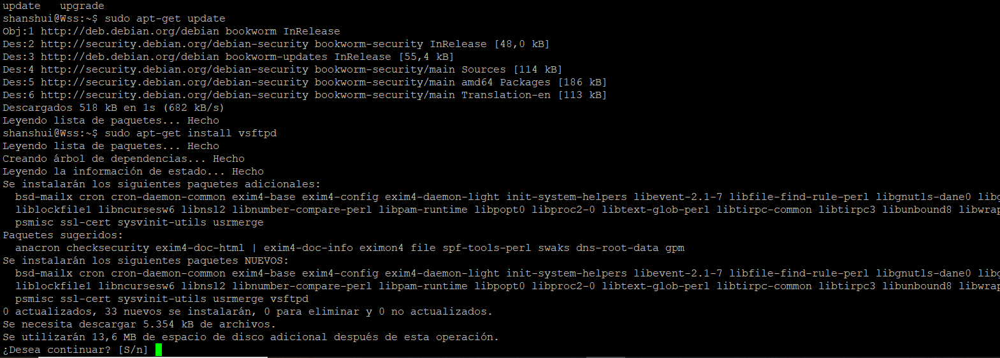 update   upgrade
shanshui@Wss:~$ sudo apt-get update
Obj:1 http://deb.debian.org/debian bookworm InRelease
Des:2 http://security.debian.org/debian-security bookworm-security InRelease [48,0 kB]
Des:3 http://deb.debian.org/debian bookworm-updates InRelease [55,4 kB]
Des:4 http://security.debian.org/debian-security bookworm-security/main Sources [114 kB]
Des:5 http://security.debian.org/debian-security bookworm-security/main amd64 Packages [186 kB]
Des:6 http://security.debian.org/debian-security bookworm-security/main Translation-en [113 kB]
Descargados 518 kB en 1s (682 kB/s)
Leyendo lista de paquetes... Hecho
shanshui@Wss:~$ sudo apt-get install vsftpd
Leyendo lista de paquetes... Hecho
Creando árbol de dependencias... Hecho
Leyendo la información de estado... Hecho
Se instalarán los siguientes paquetes adicionales:
  bsd-mailx cron cron-daemon-common exim4-base exim4-config exim4-daemon-light init-system-helpers libevent-2.1-7 libfile-find-rule-perl libgnutls-dane0
  liblockfile1 libncursesw6 libnsl2 libnumber-compare-perl libpam-runtime libpopt0 libproc2-0 libtext-glob-perl libtirpc-common libtirpc3 libunbound8 libwrap
  psmisc ssl-cert sysvinit-utils usrmerge
Paquetes sugeridos:
  anacron checksecurity exim4-doc-html | exim4-doc-info eximon4 file spf-tools-perl swaks dns-root-data gpm
Se instalarán los siguientes paquetes NUEVOS:
  bsd-mailx cron cron-daemon-common exim4-base exim4-config exim4-daemon-light init-system-helpers libevent-2.1-7 libfile-find-rule-perl libgnutls-dane0
  liblockfile1 libncursesw6 libnsl2 libnumber-compare-perl libpam-runtime libpopt0 libproc2-0 libtext-glob-perl libtirpc-common libtirpc3 libunbound8 libwrap
  psmisc ssl-cert sysvinit-utils usrmerge vsftpd
0 actualizados, 33 nuevos se instalarán, 0 para eliminar y 0 no actualizados.
Se necesita descargar 5.354 kB de archivos.
Se utilizarán 13,6 MB de espacio de disco adicional después de esta operación.
¿Desea continuar? [S/n]